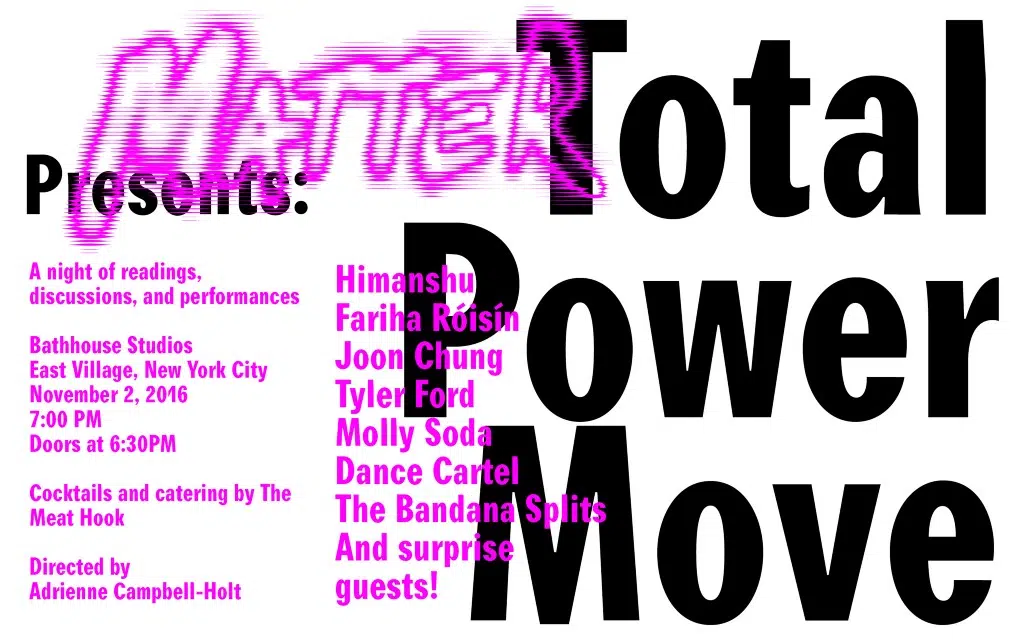 MATTER
Presents:
Total
Power
Move
A night of readings,
discussions, and performances
Bathhouse Studios
East Village, New York City
November 2, 2016
7:00 PM
Doors at 6:30PM
Cocktails and catering by The
Meat Hook
Directed by
Adrienne Campbell-Holt
Himanshu
Fariha Róisín
Joon Chung
Tyler Ford
Molly Soda
Dance Cartel
The Bandana Splits
And surprise
guests!